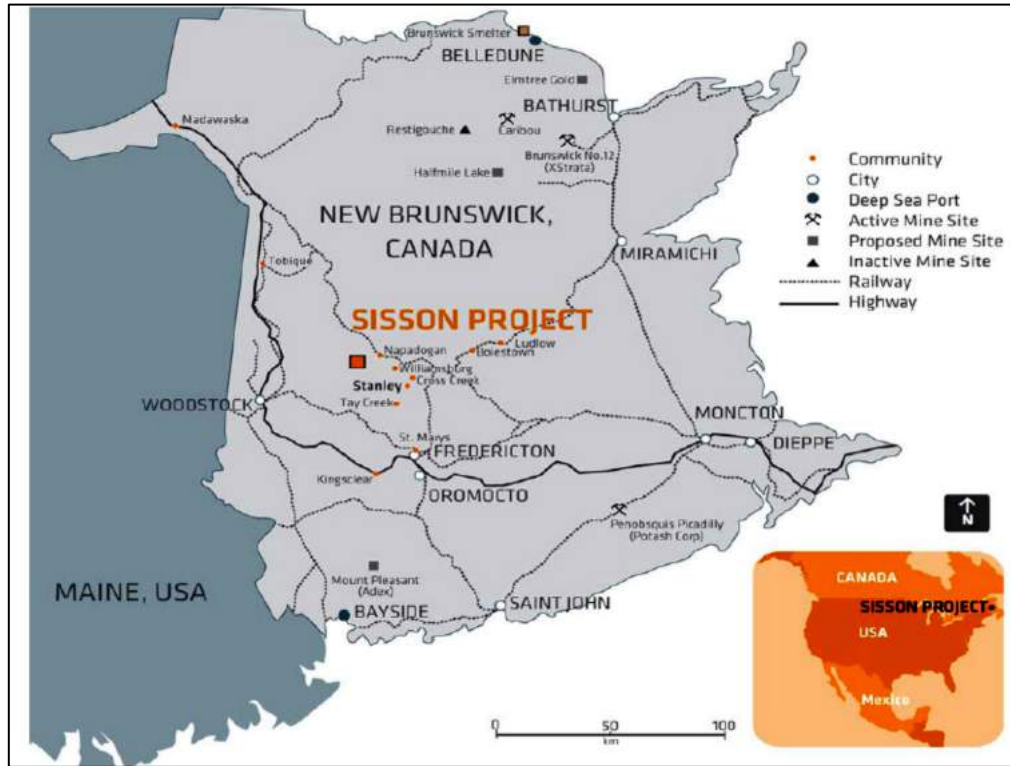 Brunswick Smelter
BELLEDUNE
Elmtree Gold
BATHURST
Madawaska
Restigouche
Caribou
Brunswick No.12
(XStrata)
Halfmile Lake
Community
City
Deep Sea Port
Active Mine Site
Proposed Mine Site
Inactive Mine Site
Railway
Highway
NEW BRUNSWICK,
CANADA
MIRAMICHI
Tobique
SISSON PROJECT
Ludlow
Boiestown
Napadogan
Williamsburg
Cross Creek
Stanley
Tay Creek
WOODSTOCK
MONCTON
DIEPPE
St. Marys
FREDERICTON
Kingsclear
OROMOCTO
N
Penobsquis Picadilly
(Potash Corp)
Mount Pleasant
(Adex)
MAINE, USA
BAYSIDE
SAINT JOHN
CANADA
SISSON PROJECT
USA
Mexico
0 50 100
km